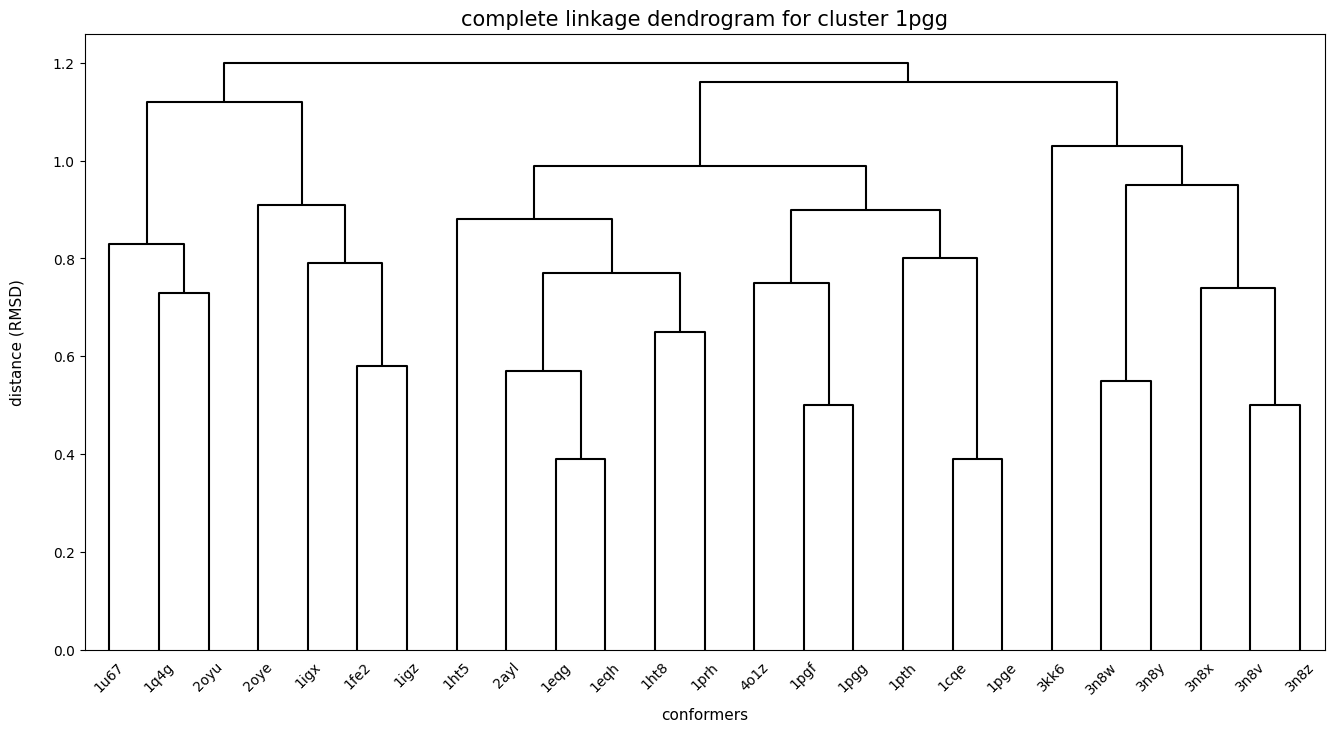 complete linkage dendrogram for cluster 1pgg
distance (RMSD)
1.2
1.0
0.8
0.6
0.4
0.2
0.0
1u67 1q4g 2oyu 2oye 1igx 1fe2 1igz 1ht5 2ayl 1eqg 1eqh 1ht8 1prh 4o1z 1pgf 1pgg 1pth 1cqe 1pge 3kk6 3n8w 3n8y 3n8x 3n8v 3n8z
conformers